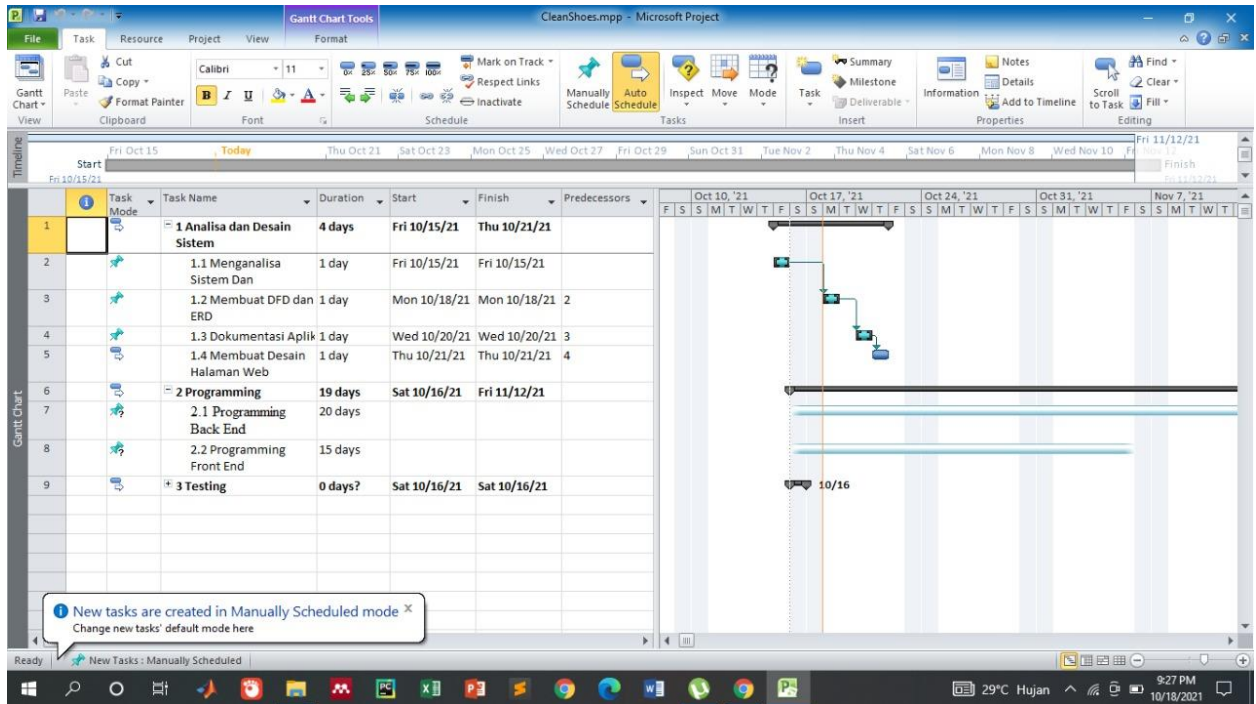 Gantt Chart Tools
CleanShoes.mpp - Microsoft Project
File Task Resource Project View Format
Cut
Copy
Format Painter
Paste
Gantt
Chart
View
Clipboard
Calibri 11
B I U A
Font
0% 25% 50% 75% 100%
Mark on Track
Respect Links
Inactivate
Schedule
Manually
Schedule
Auto
Schedule
Inspect Move Mode
Tasks
Task
Summary
Milestone
Deliverable
Insert
Information
Notes
Details
Add to Timeline
Properties
Scroll
to Task
Find
Clear
Fill
Editing
Timeline
Fri Oct 15 Today Thu Oct 21 Sat Oct 23 Mon Oct 25 Wed Oct 27 Fri Oct 29 Sun Oct 31 Tue Nov 2 Thu Nov 4 Sat Nov 6 Mon Nov 8 Wed Nov 10
Fri 11/12/21
Start
Fri 10/15/21
Finish
Fri 11/12/21
Task
Mode
Task Name Duration Start Finish Predecessors
Oct 10, '21 Oct 17, '21 Oct 24, '21 Oct 31, '21 Nov 7, '21
F S S M T W T F S S M T W T F S S M T W T F S S M T W T F S S M T W T
Gantt Chart
1 1 Analisa dan Desain 4 days Fri 10/15/21 Thu 10/21/21
Sistem
2 1.1 Menganalisa 1 day Fri 10/15/21 Fri 10/15/21
Sistem Dan
3 1.2 Membuat DFD dan 1 day Mon 10/18/21 Mon 10/18/21 2
ERD
4 1.3 Dokumentasi Aplik 1 day Wed 10/20/21 Wed 10/20/21 3
5 1.4 Membuat Desain 1 day Thu 10/21/21 Thu 10/21/21 4
Halaman Web
6 2 Programming 19 days Sat 10/16/21 Fri 11/12/21
7 2.1 Programming 20 days
Back End
8 2.2 Programming 15 days
Front End
9 3 Testing 0 days? Sat 10/16/21 Sat 10/16/21
10/16
New tasks are created in Manually Scheduled mode x
Change new tasks' default mode here
Ready New Tasks : Manually Scheduled
29°C Hujan
9:27 PM
10/18/2021